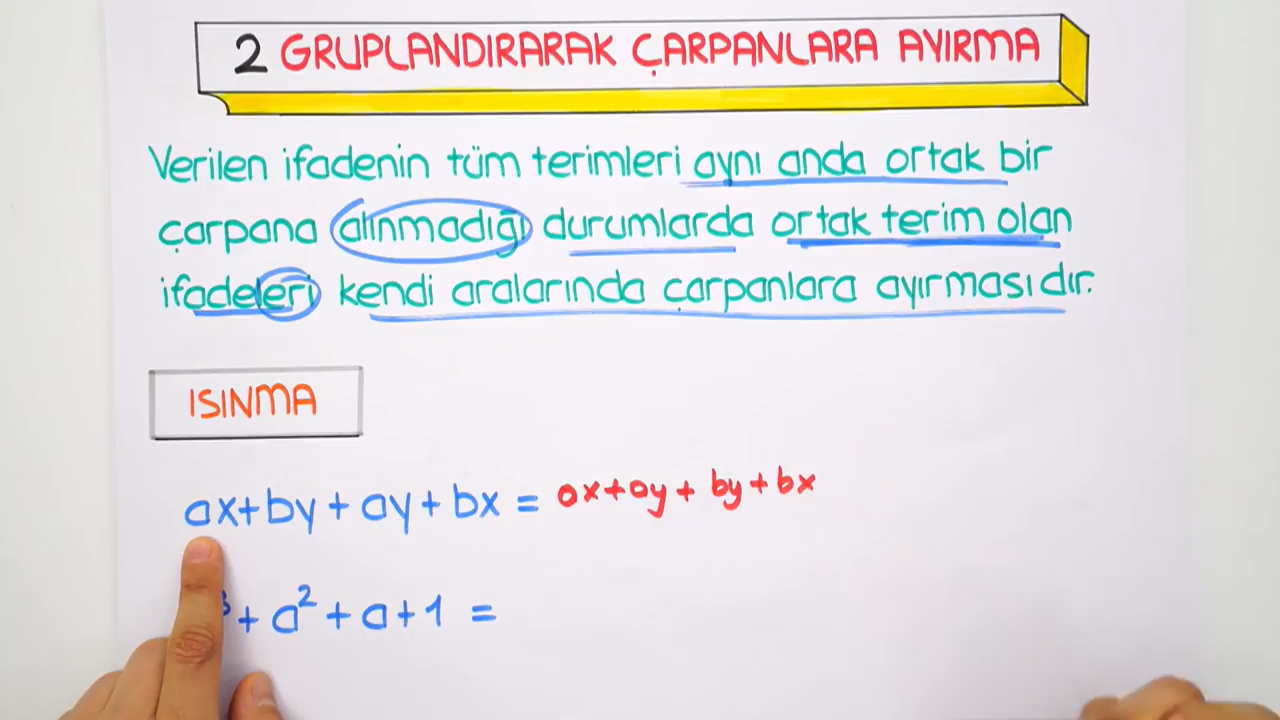 2 GRUPLANDIRARAK ÇARPANLARA AYIRMA
Verilen ifadenin tüm terimleri aynı anda ortak bir
çarpana alınmadığı durumlarda ortak terim olan
ifadeleri kendi aralarında çarpanlara ayırmasıdır.
ISINMA
ax+by+ay+bx = ax+ay+by+bx
³+a²+a+1 =